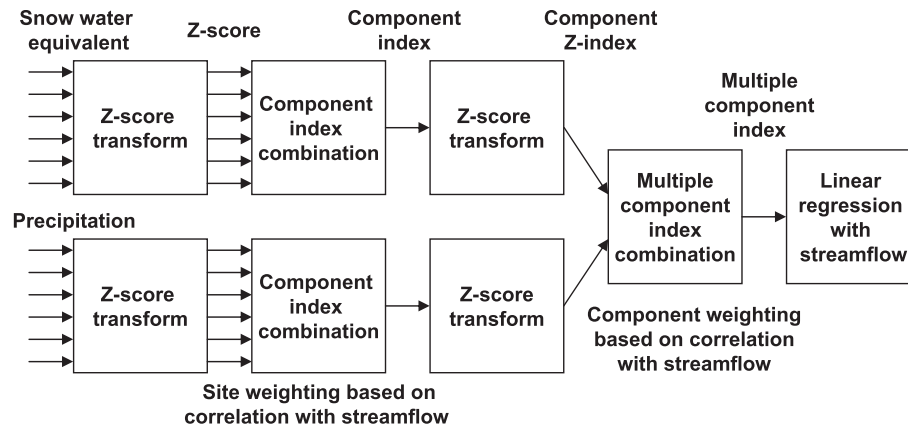 Snow water
equivalent
Z-score
Component
index
Component
Z-index
Z-score
transform
Component
index
combination
Z-score
transform
Multiple
component
index
Multiple
component
index
combination
Linear
regression
with
streamflow
Precipitation
Z-score
transform
Component
index
combination
Z-score
transform
Component weighting
based on correlation
with streamflow
Site weighting based on
correlation with streamflow